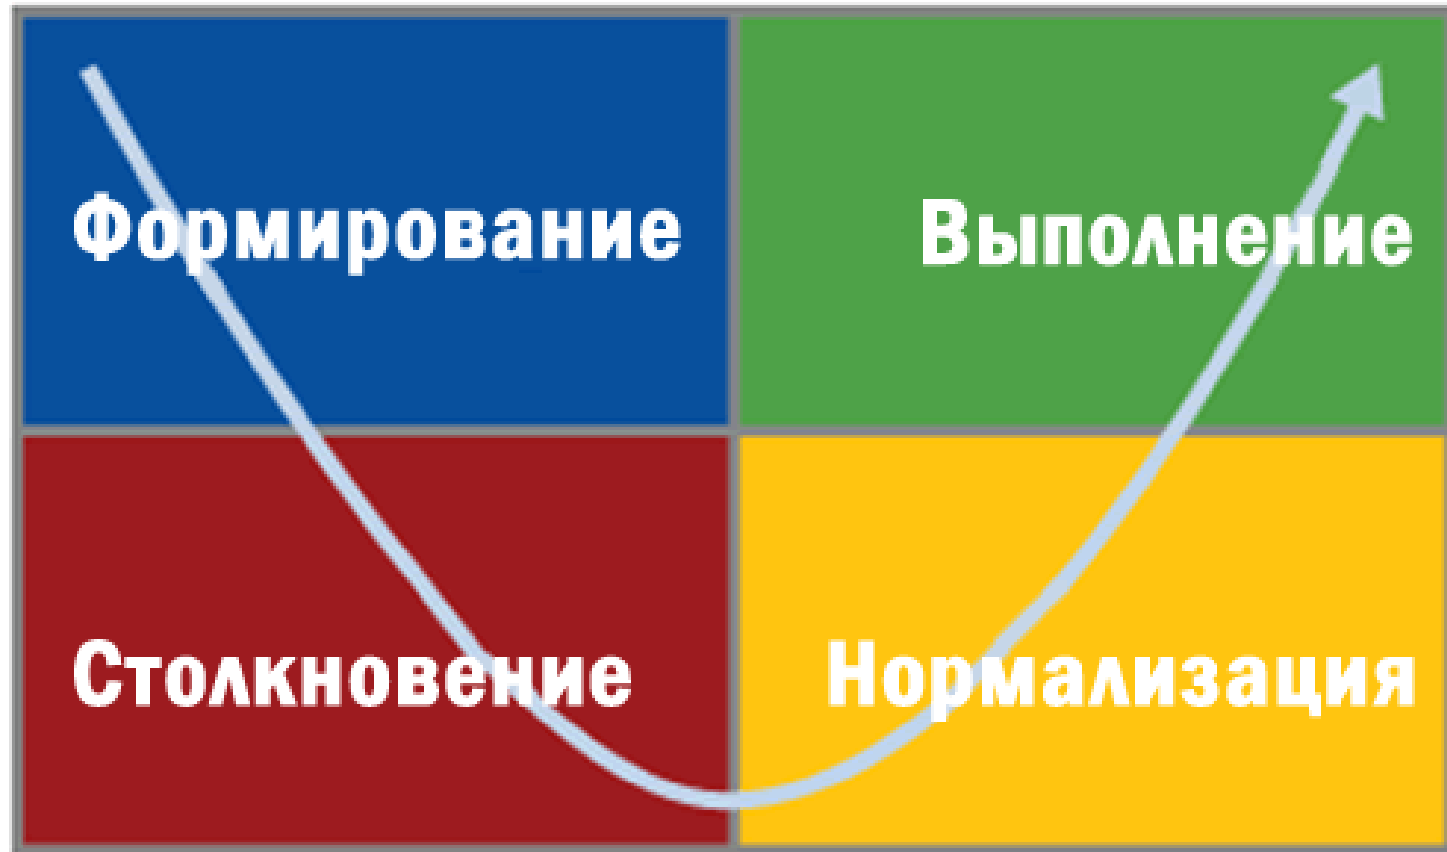 Формирование
Выполнение
Столкновение
Нормализация